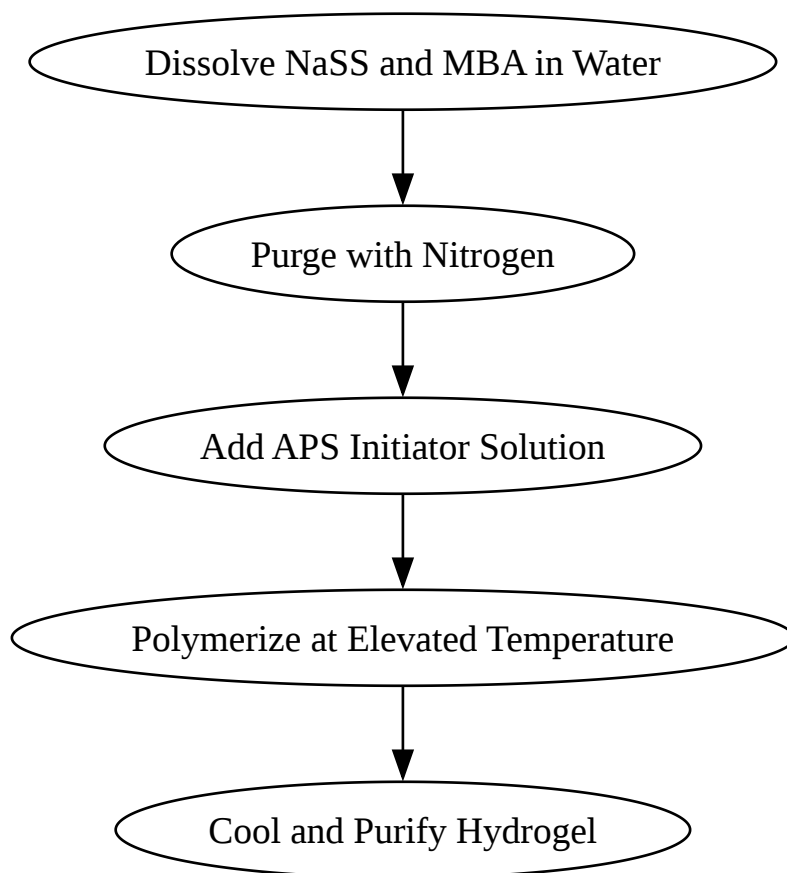 Dissolve NaSS and MBA in Water
Purge with Nitrogen
Add APS Initiator Solution
Polymerize at Elevated Temperature
Cool and Purify Hydrogel